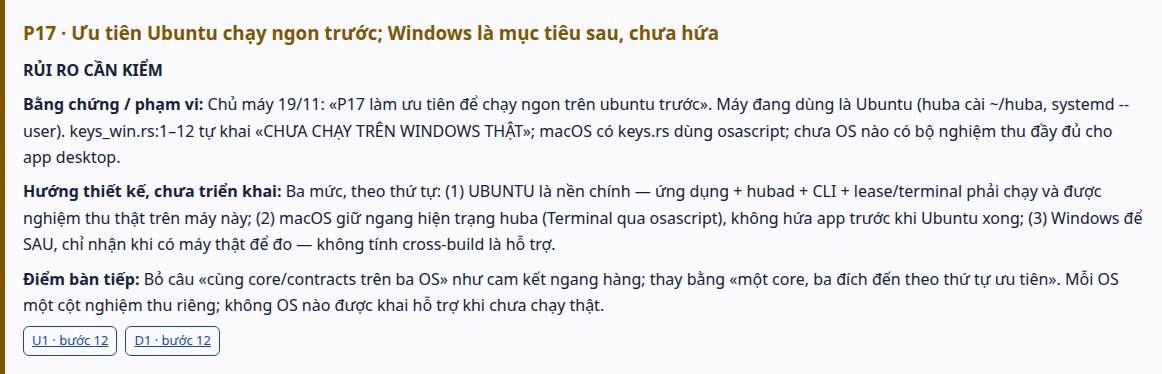 P17 · Ưu tiên Ubuntu chạy ngon trước; Windows là mục tiêu sau, chưa hứa
RỦI RO CẦN KIỂM
Bằng chứng / phạm vi: Chủ máy 19/11: «P17 làm ưu tiên để chạy ngon trên ubuntu trước». Máy đang dùng là Ubuntu (huba cài ~/huba, systemd --
user). keys_win.rs:1–12 tự khai «CHƯA CHẠY TRÊN WINDOWS THẬT»; macOS có keys.rs dùng osascript; chưa OS nào có bộ nghiệm thu đầy đủ cho
app desktop.
Hướng thiết kế, chưa triển khai: Ba mức, theo thứ tự: (1) UBUNTU là nền chính — ứng dụng + hubad + CLI + lease/terminal phải chạy và được
nghiệm thu thật trên máy này; (2) macOS giữ ngang hiện trạng huba (Terminal qua osascript), không hứa app trước khi Ubuntu xong; (3) Windows để
SAU, chỉ nhận khi có máy thật để đo — không tính cross-build là hỗ trợ.
Điểm bàn tiếp: Bỏ câu «cùng core/contracts trên ba OS» như cam kết ngang hàng; thay bằng «một core, ba đích đến theo thứ tự ưu tiên». Mỗi OS
một cột nghiệm thu riêng; không OS nào được khai hỗ trợ khi chưa chạy thật.
U1 · bước 12 D1 · bước 12